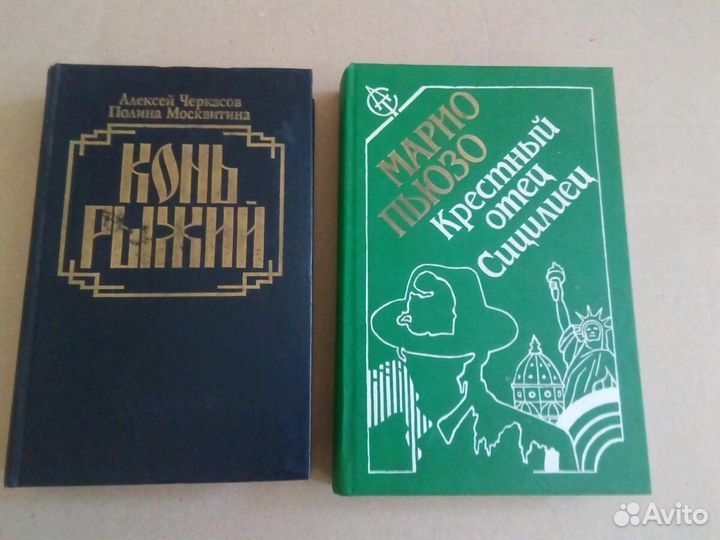 Алексей Черкасов
Полина Москвитина
КОНЬ
РЫЖИЙ
МАРИО
ПЬЮЗО
Крестный
отец
Сицилиец
Avito